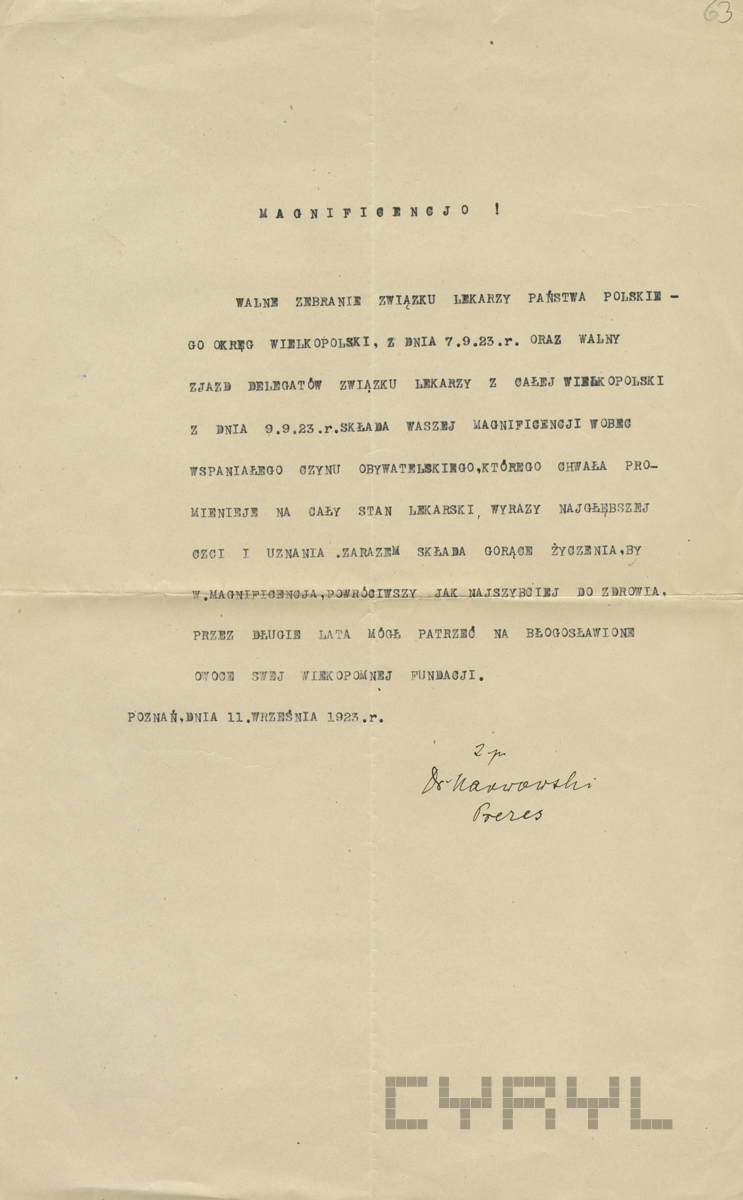 63
MAGNIFICENCJO !
WALNE ZEBRANIE ZWIĄZKU LEKARZY PAŃSTWA POLSKIE -
GO OKRĘG WIELKOPOLSKI, Z DNIA 7.9.23.r. ORAZ WALNY
ZJAZD DELEGATÓW ZWIĄZKU LEKARZY Z CAŁEJ WIELKOPOLSKI
Z DNIA 9.9.23.r.SKŁADA WASZEJ MAGNIFICENCJI WOBEC
WSPANIAŁEGO CZYNU OBYWATELSKIEGO,KTÓREGO CHWAŁA PRO-
MIENIEJE NA CAŁY STAN LEKARSKI, WYRAZY NAJGŁĘBSZEJ
CZCI I UZNANIA .ZARAZEM SKŁADA GORĄCE ŻYCZENIA,BY
W.MAGNIFICENCJA,POWRÓCIWSZY JAK NAJSZYBCIEJ DO ZDROWIA,
PRZEZ DŁUGIE LATA MÓGŁ PATRZEĆ NA BŁOGOSŁAWIONE
OWOCE SWEJ WIEKOPOMNEJ FUNDACJI.
POZNAŃ,DNIA 11.WRZEŚNIA 1923.r.
Dr
Prezes
CYRYL